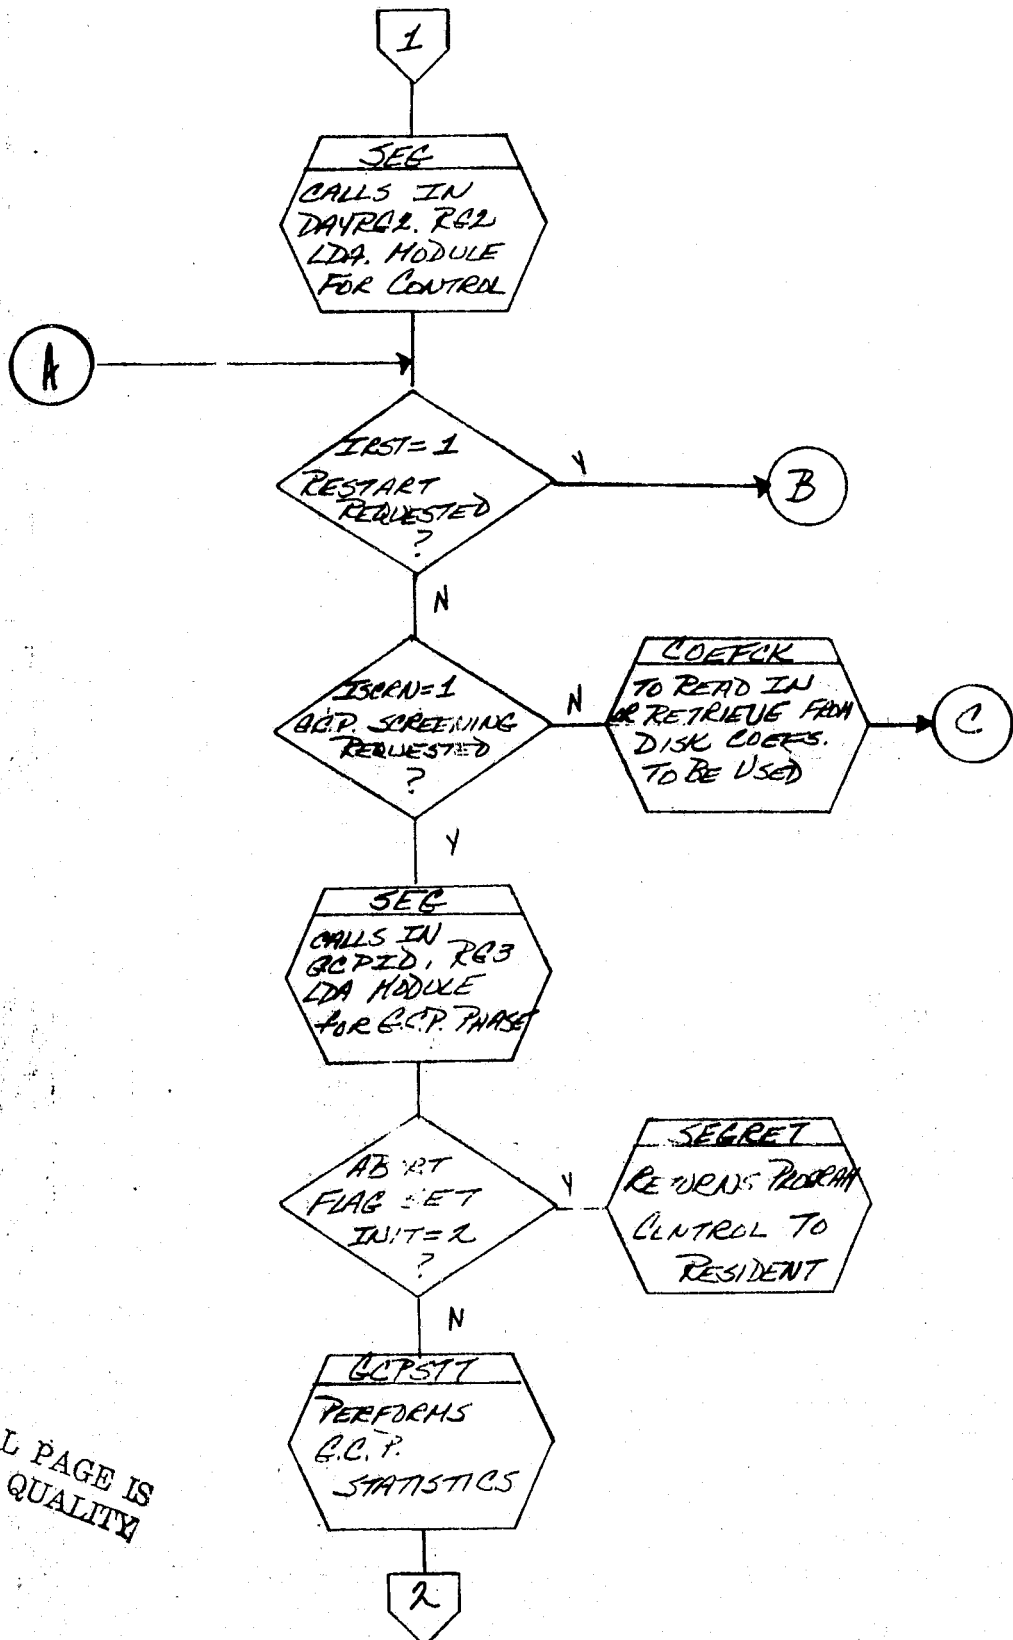 1
SEG
CALLS IN
DAYRG2. RG2
LDA. MODULE
FOR CONTROL
A
IRST=1
RESTART
REQUESTED
?
Y
B
N
ISCRN=1
G.C.P. SCREENING
REQUESTED
?
N
COEFCK
TO READ IN
OR RETRIEVE FROM
DISK COEFS.
TO BE USED
C
Y
SEG
CALLS IN
GCPID, RG3
LDA MODULE
FOR G.C.P. PHASE
AB RT
FLAG SET
INIT=2
?
Y
SEGRET
RETURNS PROGRAM
CONTROL TO
RESIDENT
N
GCPSTT
PERFORMS
G.C.P.
STATISTICS
L PAGE IS
QUALITY
2